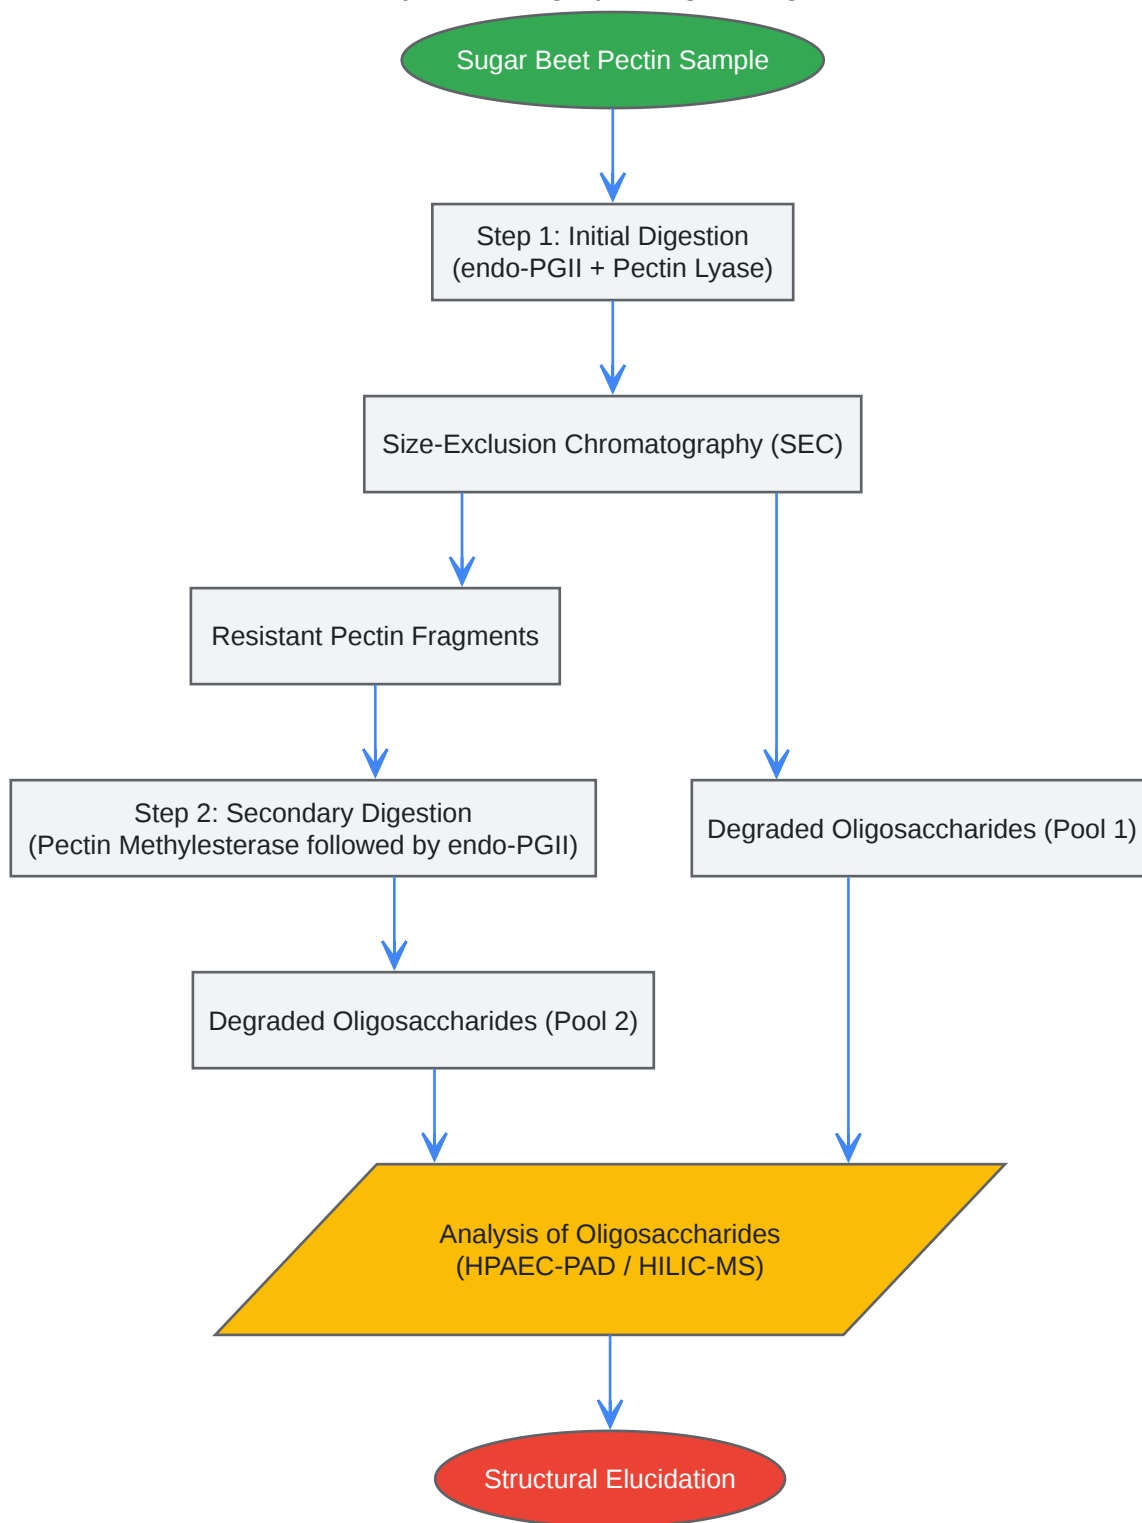 Sugar Beet Pectin Sample
Step 1: Initial Digestion
(endo-PGII + Pectin Lyase)
Size-Exclusion Chromatography (SEC)
Resistant Pectin Fragments
Step 2: Secondary Digestion
(Pectin Methylesterase followed by endo-PGII)
Degraded Oligosaccharides (Pool 1)
Degraded Oligosaccharides (Pool 2)
Analysis of Oligosaccharides
(HPAEC-PAD / HILIC-MS)
Structural Elucidation